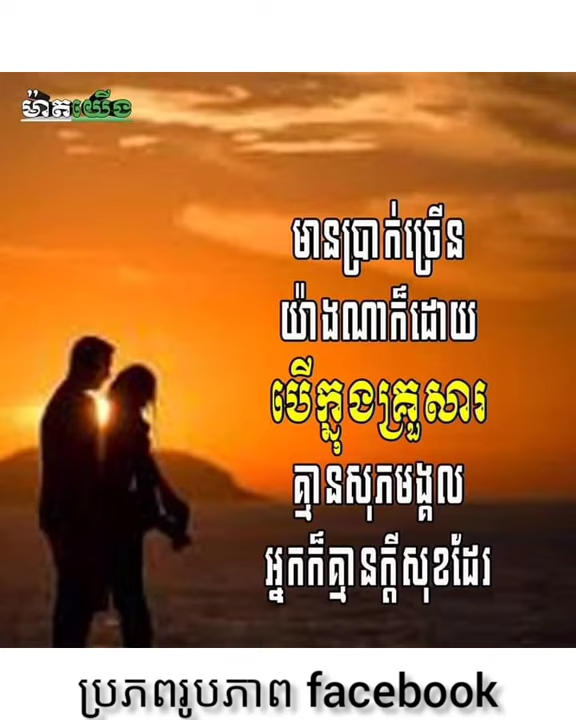 ម៉ាតយើង
មានប្រាក់ច្រើន
យ៉ាងណាក៏ដោយ
បើក្នុងគ្រួសារ
គ្មានសុភមង្គល
អ្នកក៏គ្មានក្ដីសុខដែរ
ប្រភពរូបភាព facebook